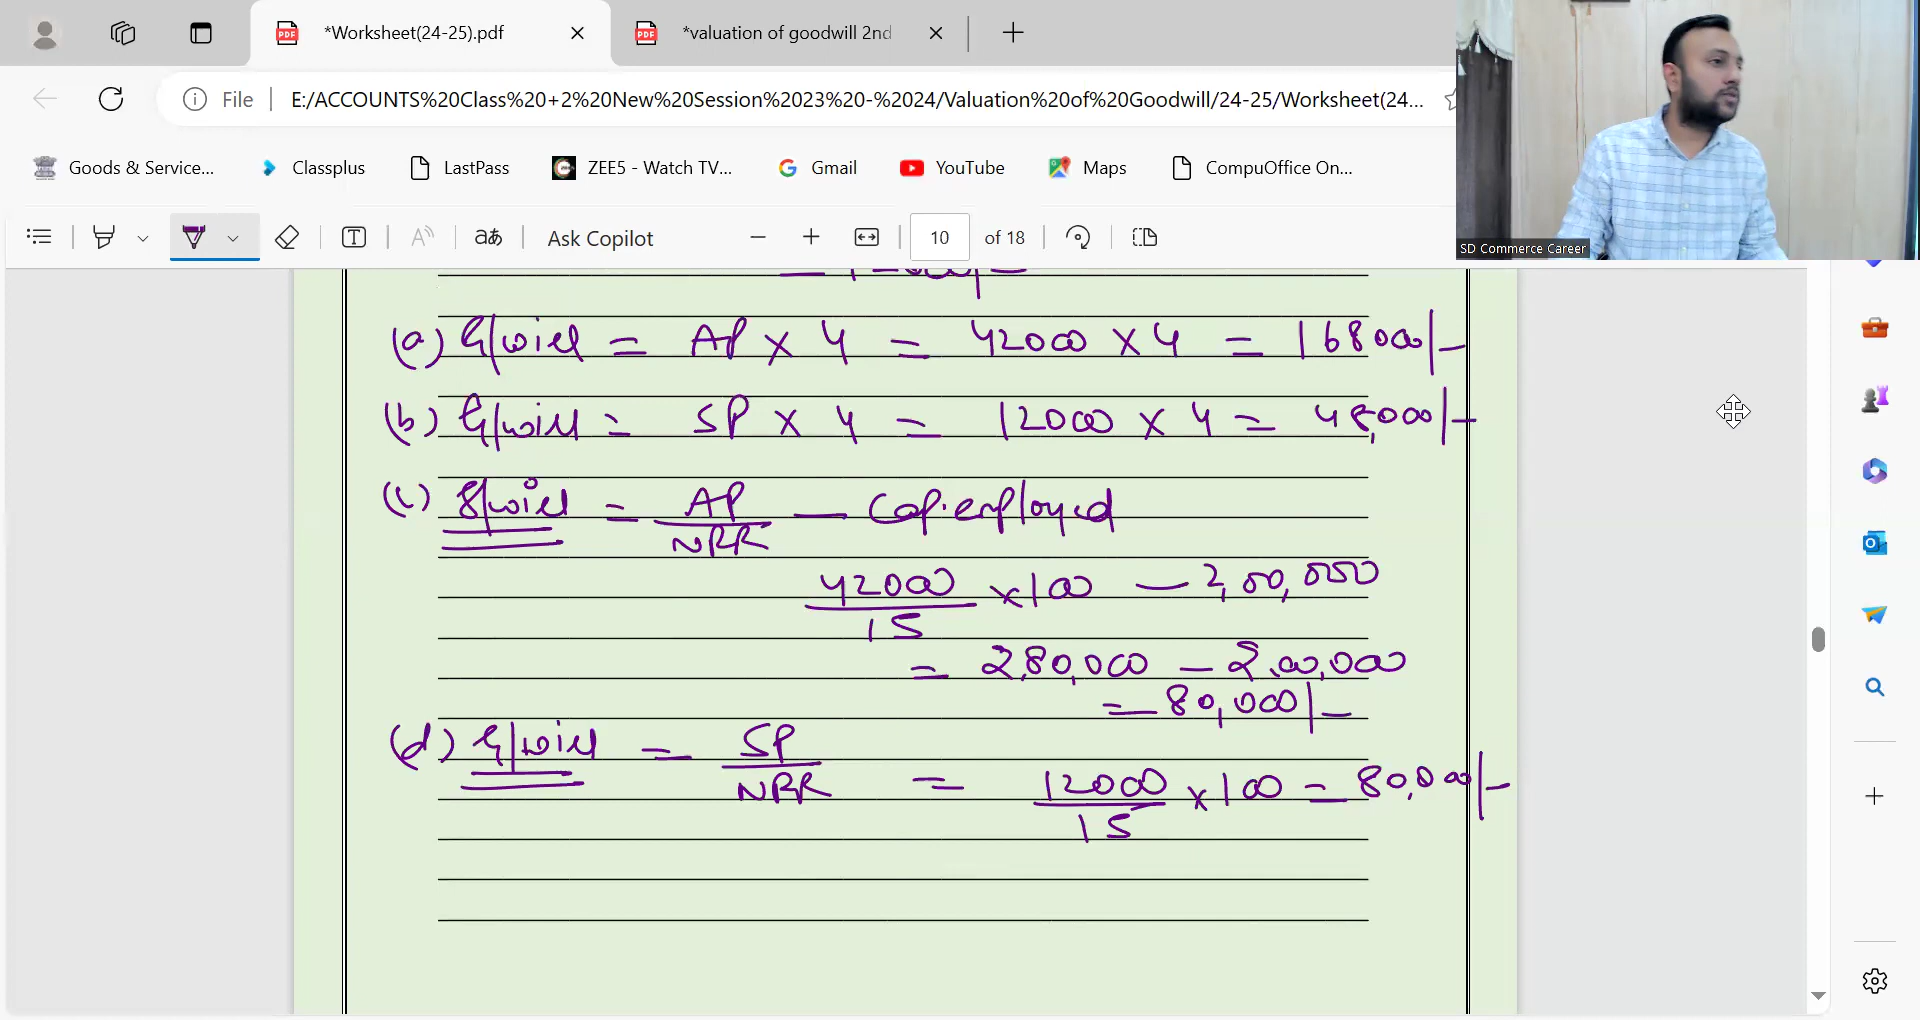 *Worksheet(24-25).pdf
*valuation of goodwill 2nd
File
E:/ACCOUNTS%20Class%20+2%20New%20Session%2023%20-%2024/Valuation%20of%20Goodwill/24-25/Worksheet(24...
Goods & Service...
Classplus
LastPass
ZEE5 - Watch TV...
Gmail
YouTube
Maps
CompuOffice On...
SD Commerce Career
aあ
Ask Copilot
10 of 18
(a) G/will = AP × 4 = 42000 × 4 = 168000/-
(b) G/will = SP × 4 = 12000 × 4 = 48,000/-
(c) G/will = AP/NRR — Cap. employed
42000/15 × 100 — 2,00,000
= 2,80,000 — 2,00,000
= 80,000/-
(d) G/will = SP/NRR = 12000/15 × 100 = 80,000/-